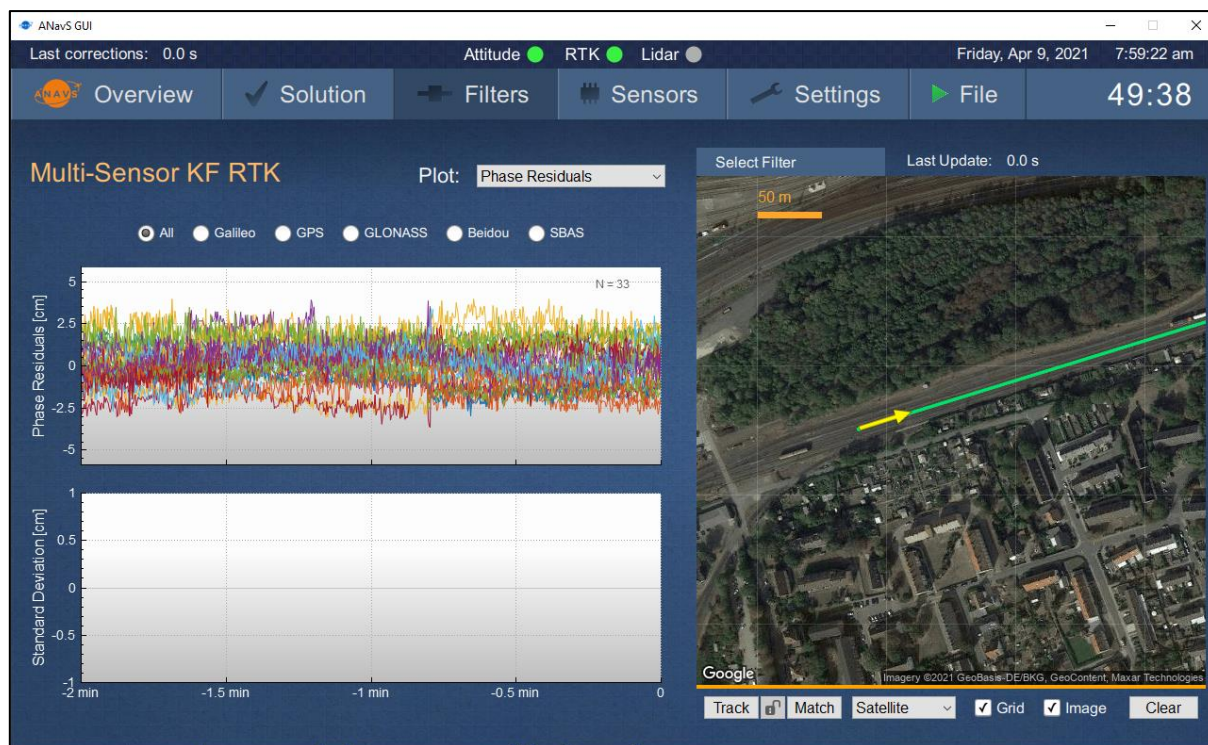 ANavS GUI
Last corrections: 0.0 s Attitude RTK Lidar Friday, Apr 9, 2021 7:59:22 am
ANAVS Overview Solution Filters Sensors Settings File 49:38
Multi-Sensor KF RTK Plot: Phase Residuals
Select Filter Last Update: 0.0 s
50 m
All Galileo GPS GLONASS Beidou SBAS
N = 33
Phase Residuals [cm]
5
2.5
0
-2.5
-5
Standard Deviation [cm]
1
0.5
0
-0.5
-1
-2 min -1.5 min -1 min -0.5 min 0
Google Imagery ©2021 GeoBasis-DE/BKG, GeoContent, Maxar Technologies
Track Match Satellite Grid Image Clear